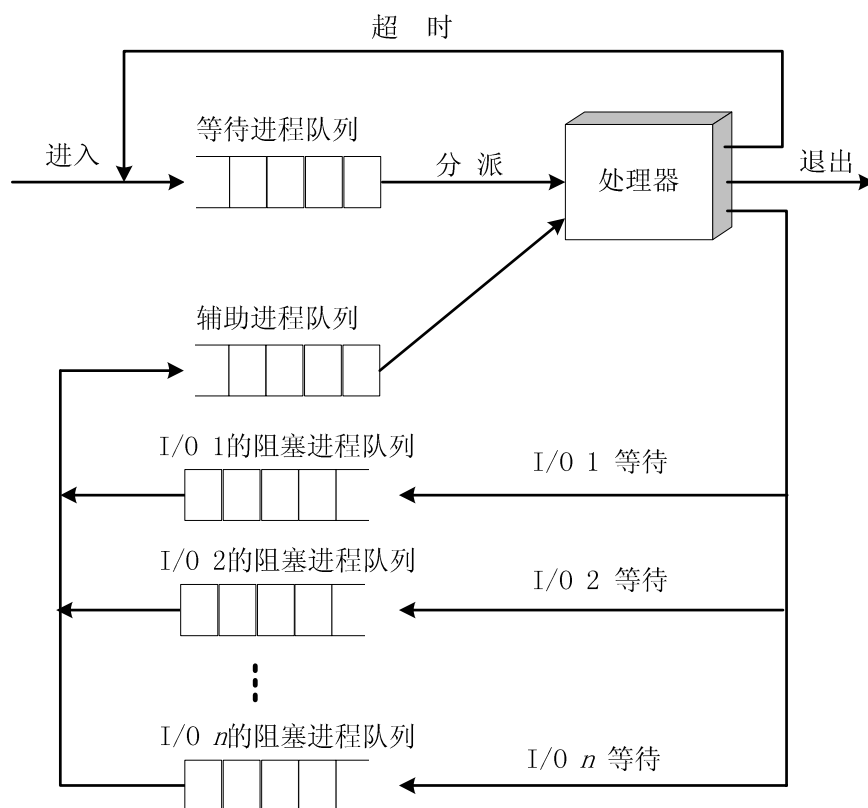 超 时
等待进程队列
进入
分 派
处理器
退出
辅助进程队列
I/O 1的阻塞进程队列
I/O 1 等待
I/O 2的阻塞进程队列
I/O 2 等待
I/O n的阻塞进程队列
I/O n 等待